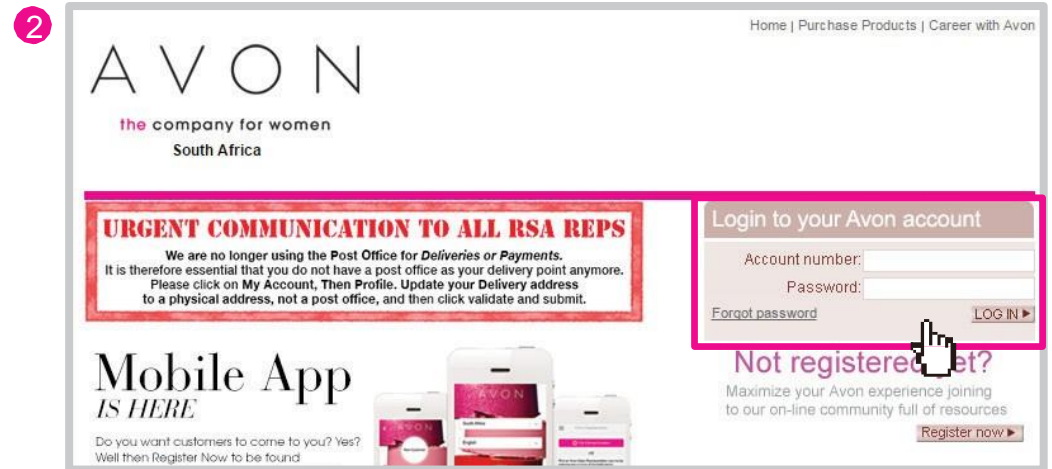 2
Home | Purchase Products | Career with Avon
AVON
the company for women
South Africa
URGENT COMMUNICATION TO ALL RSA REPS
We are no longer using the Post Office for Deliveries or Payments.
It is therefore essential that you do not have a post office as your delivery point anymore.
Please click on My Account, Then Profile. Update your Delivery address
to a physical address, not a post office, and then click validate and submit.
Login to your Avon account
Account number:
Password:
Forgot password
LOG IN
Mobile App
IS HERE
Do you want customers to come to you? Yes?
Well then Register Now to be found
AVON
South Africa
English
Not registered et?
Maximize your Avon experience joining
to our on-line community full of resources
Register now